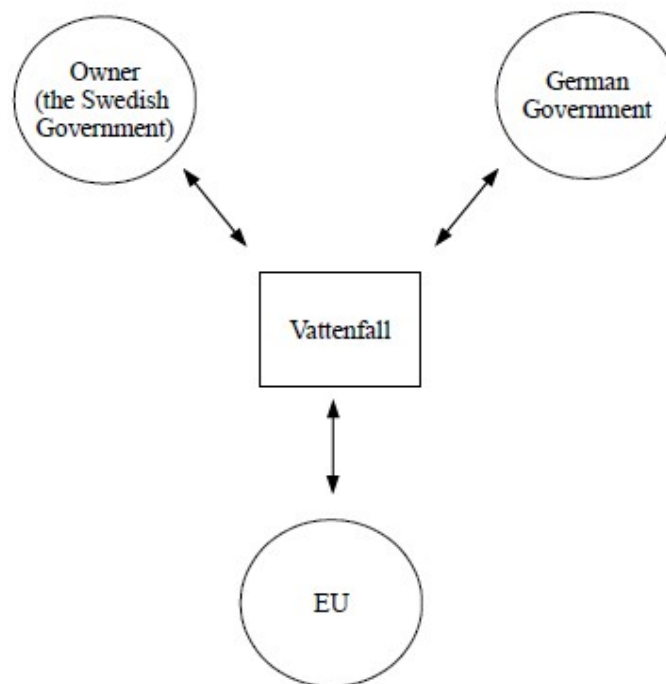 Owner
(the Swedish
Government)
German
Government
Vattenfall
EU